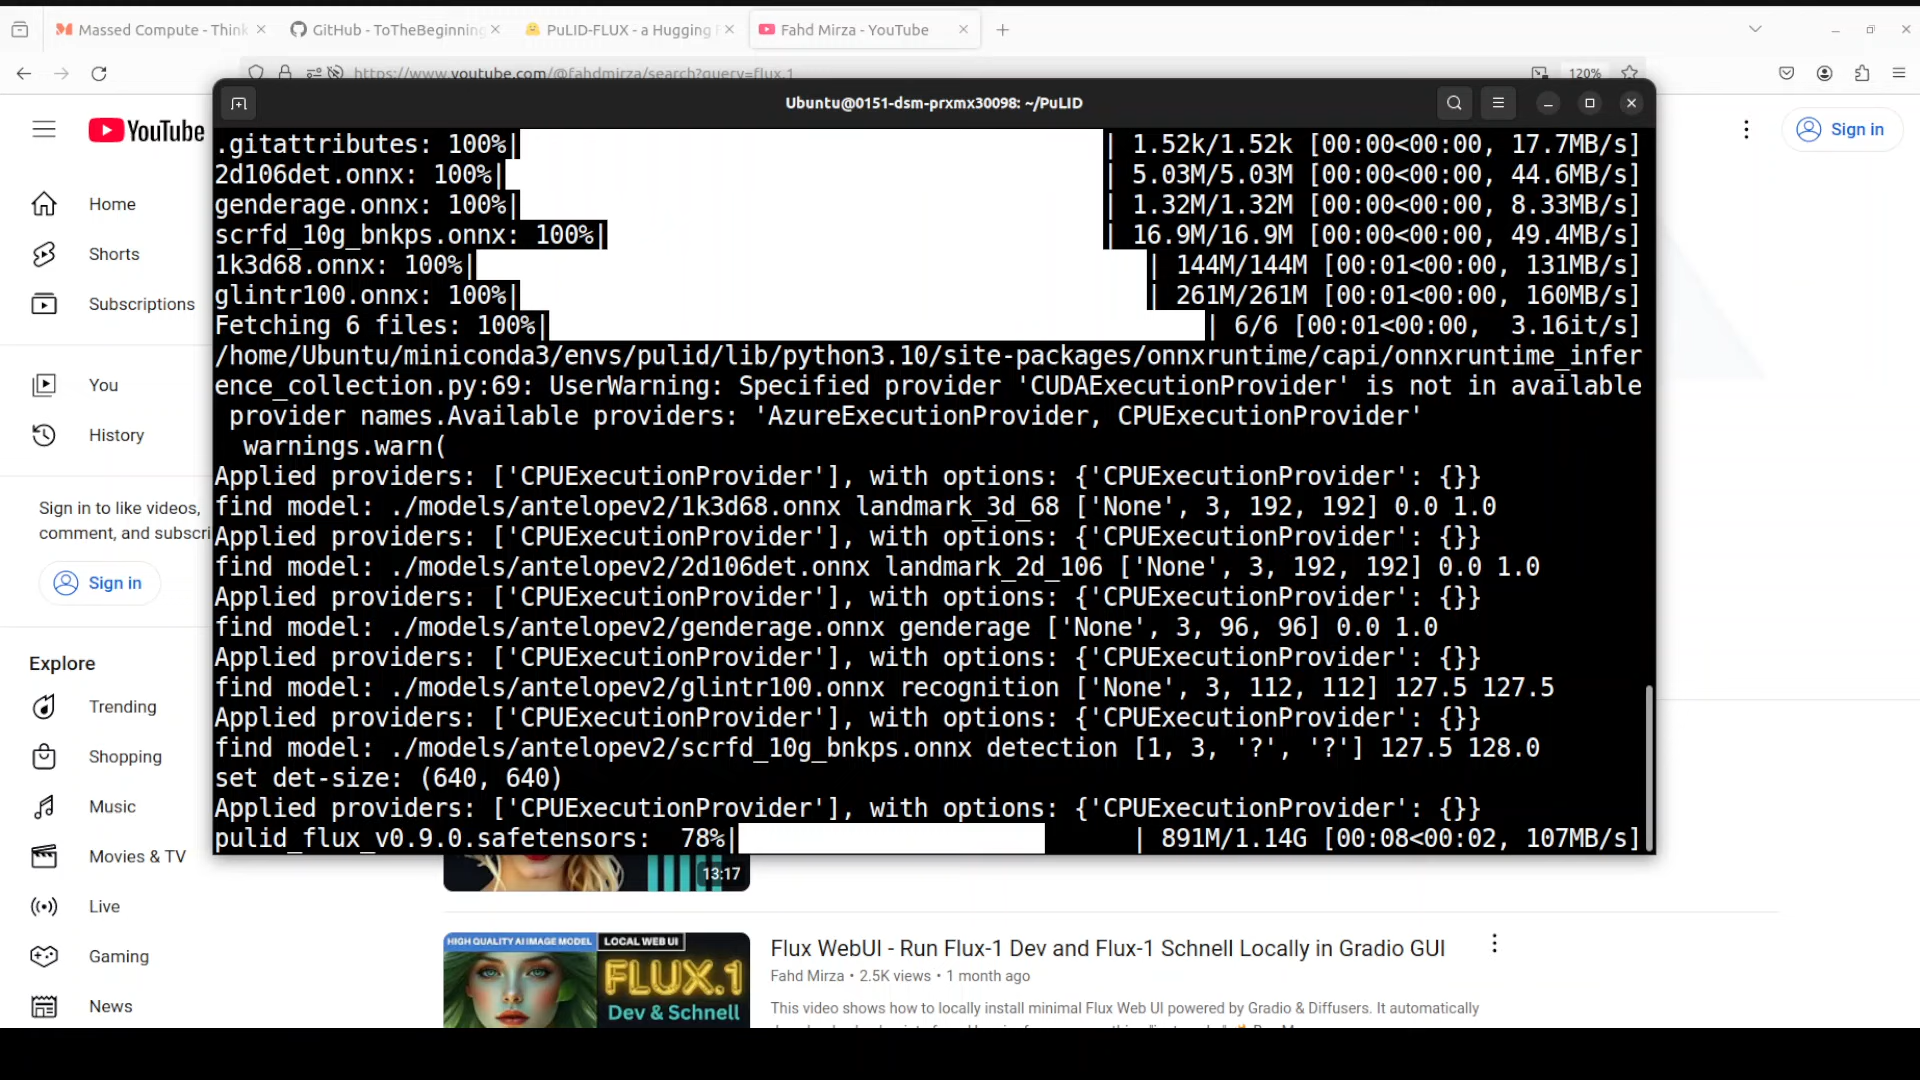 Massed Compute - Think
GitHub - ToTheBeginning
PuLID-FLUX - a Hugging F
Fahd Mirza - YouTube
https://www.youtube.com/@fahdmirza/search?query=flux.1
120%
YouTube
Sign in
Home
Shorts
Subscriptions
You
History
Sign in to like videos,
comment, and subscri
Sign in
Explore
Trending
Shopping
Music
Movies & TV
Live
Gaming
News
Ubuntu@0151-dsm-prxmx30098: ~/PuLID
.gitattributes: 100%| | 1.52k/1.52k [00:00<00:00, 17.7MB/s]
2d106det.onnx: 100%| | 5.03M/5.03M [00:00<00:00, 44.6MB/s]
genderage.onnx: 100%| | 1.32M/1.32M [00:00<00:00, 8.33MB/s]
scrfd_10g_bnkps.onnx: 100%| | 16.9M/16.9M [00:00<00:00, 49.4MB/s]
1k3d68.onnx: 100%| | 144M/144M [00:01<00:00, 131MB/s]
glintr100.onnx: 100%| | 261M/261M [00:01<00:00, 160MB/s]
Fetching 6 files: 100%| | 6/6 [00:01<00:00, 3.16it/s]
/home/Ubuntu/miniconda3/envs/pulid/lib/python3.10/site-packages/onnxruntime/capi/onnxruntime_infer
ence_collection.py:69: UserWarning: Specified provider 'CUDAExecutionProvider' is not in available
provider names.Available providers: 'AzureExecutionProvider, CPUExecutionProvider'
warnings.warn(
Applied providers: ['CPUExecutionProvider'], with options: {'CPUExecutionProvider': {}}
find model: ./models/antelopev2/1k3d68.onnx landmark_3d_68 ['None', 3, 192, 192] 0.0 1.0
Applied providers: ['CPUExecutionProvider'], with options: {'CPUExecutionProvider': {}}
find model: ./models/antelopev2/2d106det.onnx landmark_2d_106 ['None', 3, 192, 192] 0.0 1.0
Applied providers: ['CPUExecutionProvider'], with options: {'CPUExecutionProvider': {}}
find model: ./models/antelopev2/genderage.onnx genderage ['None', 3, 96, 96] 0.0 1.0
Applied providers: ['CPUExecutionProvider'], with options: {'CPUExecutionProvider': {}}
find model: ./models/antelopev2/glintr100.onnx recognition ['None', 3, 112, 112] 127.5 127.5
Applied providers: ['CPUExecutionProvider'], with options: {'CPUExecutionProvider': {}}
find model: ./models/antelopev2/scrfd_10g_bnkps.onnx detection [1, 3, '?', '?'] 127.5 128.0
set det-size: (640, 640)
Applied providers: ['CPUExecutionProvider'], with options: {'CPUExecutionProvider': {}}
pulid_flux_v0.9.0.safetensors: 78%| | 891M/1.14G [00:08<00:02, 107MB/s]
13:17
HIGH QUALITY AI IMAGE MODEL LOCAL WEB UI
FLUX.1
Dev & Schnell
Flux WebUI - Run Flux-1 Dev and Flux-1 Schnell Locally in Gradio GUI
Fahd Mirza • 2.5K views • 1 month ago
This video shows how to locally install minimal Flux Web UI powered by Gradio & Diffusers. It automatically